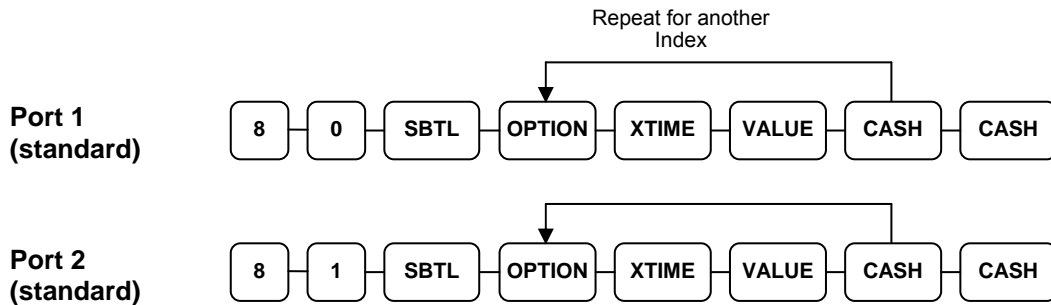 Repeat for another
Index
Port 1
(standard)
8 0 SBTL OPTION XTIME VALUE CASH CASH
Port 2
(standard)
8 1 SBTL OPTION XTIME VALUE CASH CASH